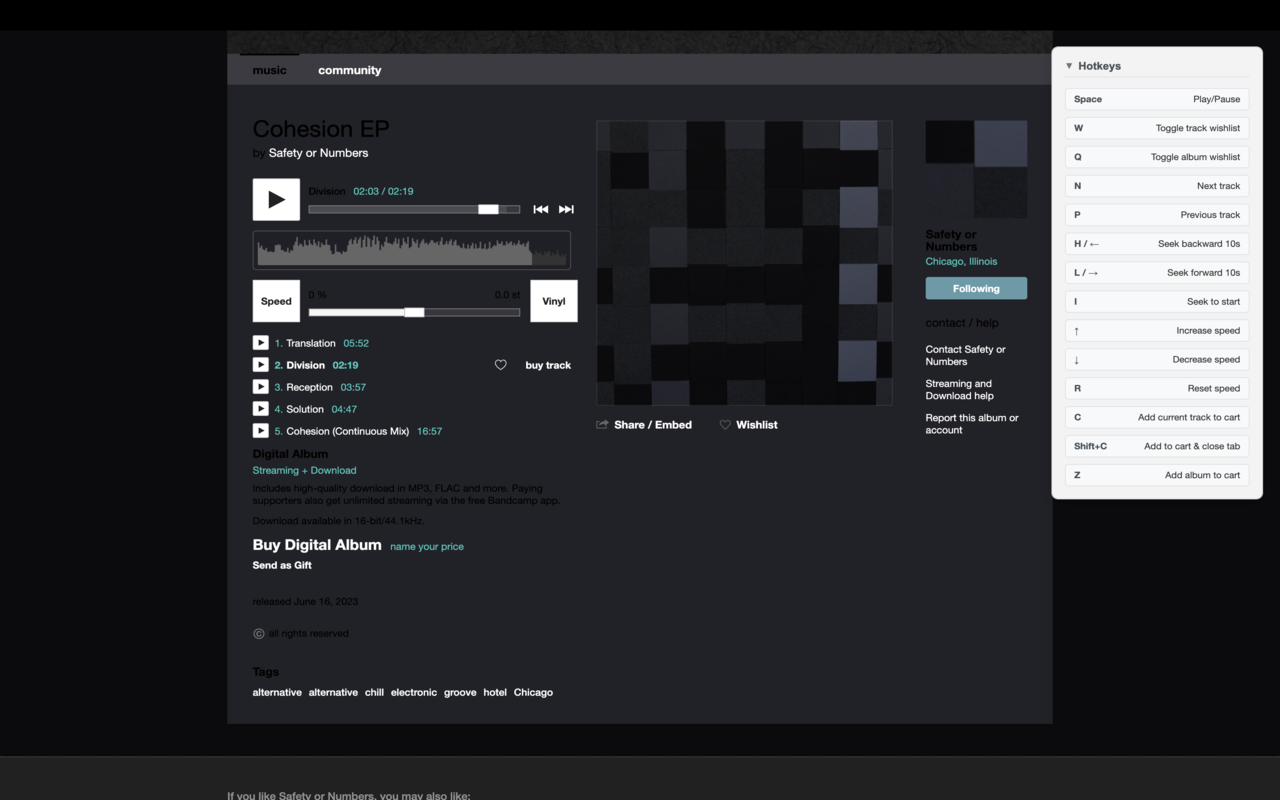 music community
Cohesion EP
by Safety or Numbers
Division 02:03 / 02:19
Speed
0 % 0.0 st
Vinyl
1. Translation 05:52
2. Division 02:19 buy track
3. Reception 03:57
4. Solution 04:47
5. Cohesion (Continuous Mix) 16:57
Digital Album
Streaming + Download
Includes high-quality download in MP3, FLAC and more. Paying
supporters also get unlimited streaming via the free Bandcamp app.
Download available in 16-bit/44.1kHz.
Buy Digital Album name your price
Send as Gift
released June 16, 2023
© all rights reserved
Tags
alternative alternative chill electronic groove hotel Chicago
Share / Embed Wishlist
Safety or
Numbers
Chicago, Illinois
Following
contact / help
Contact Safety or
Numbers
Streaming and
Download help
Report this album or
account
▼ Hotkeys
Space Play/Pause
W Toggle track wishlist
Q Toggle album wishlist
N Next track
P Previous track
H / ← Seek backward 10s
L / → Seek forward 10s
I Seek to start
↑ Increase speed
↓ Decrease speed
R Reset speed
C Add current track to cart
Shift+C Add to cart & close tab
Z Add album to cart
If you like Safety or Numbers, you may also like: